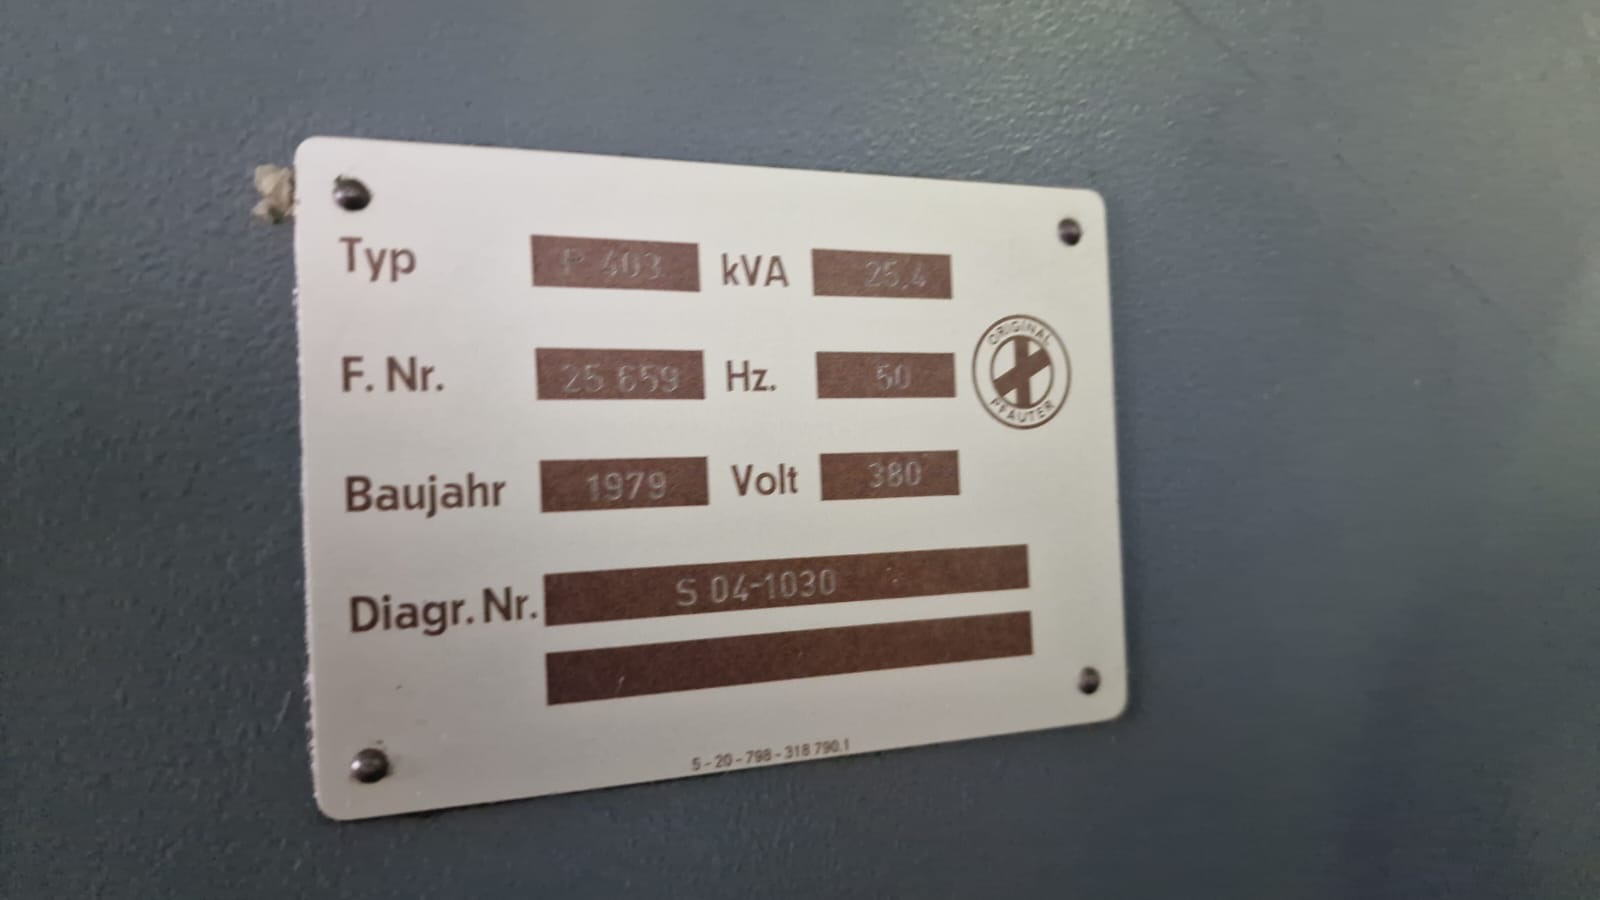 Typ P 403 kVA 25,4
F. Nr. 25 659 Hz. 50
ORIGINAL
PFAUTER
Baujahr 1979 Volt 380
Diagr. Nr. S 04-1030
5-20-798-318 790.1